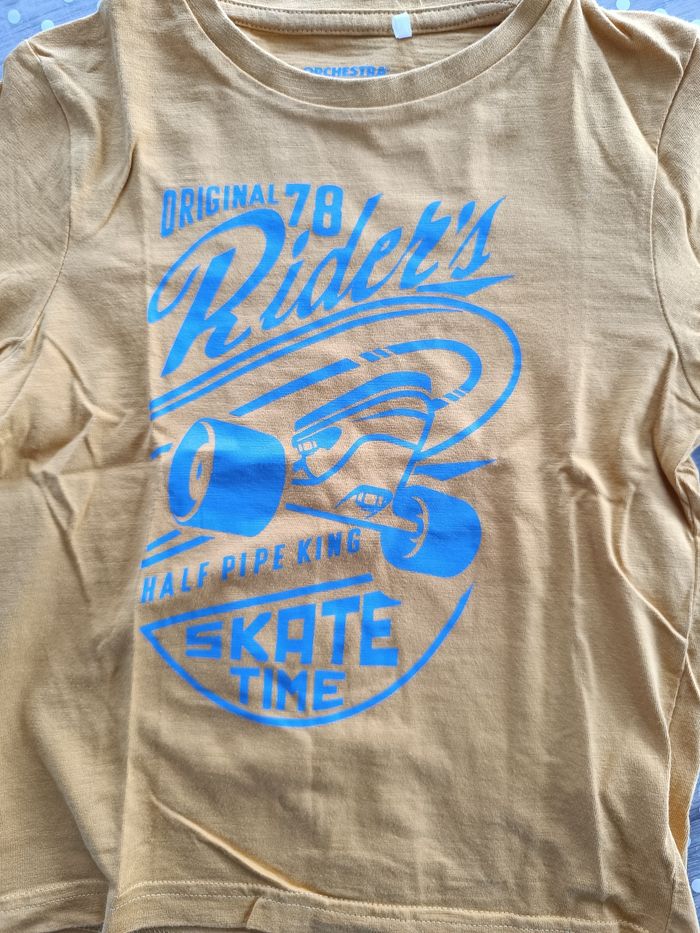 ORCHESTRA
ORIGINAL 78
Rider's
HALF PIPE KING
SKATE
TIME